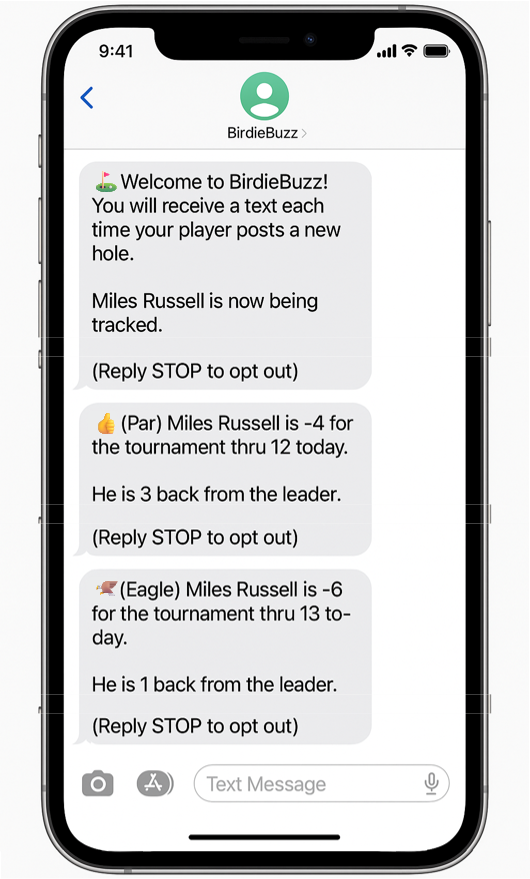 9:41
BirdieBuzz
⛳ Welcome to BirdieBuzz!
You will receive a text each
time your player posts a new
hole.
Miles Russell is now being
tracked.
(Reply STOP to opt out)
👍 (Par) Miles Russell is -4 for
the tournament thru 12 today.
He is 3 back from the leader.
(Reply STOP to opt out)
🦅(Eagle) Miles Russell is -6
for the tournament thru 13 to-
day.
He is 1 back from the leader.
(Reply STOP to opt out)
Text Message